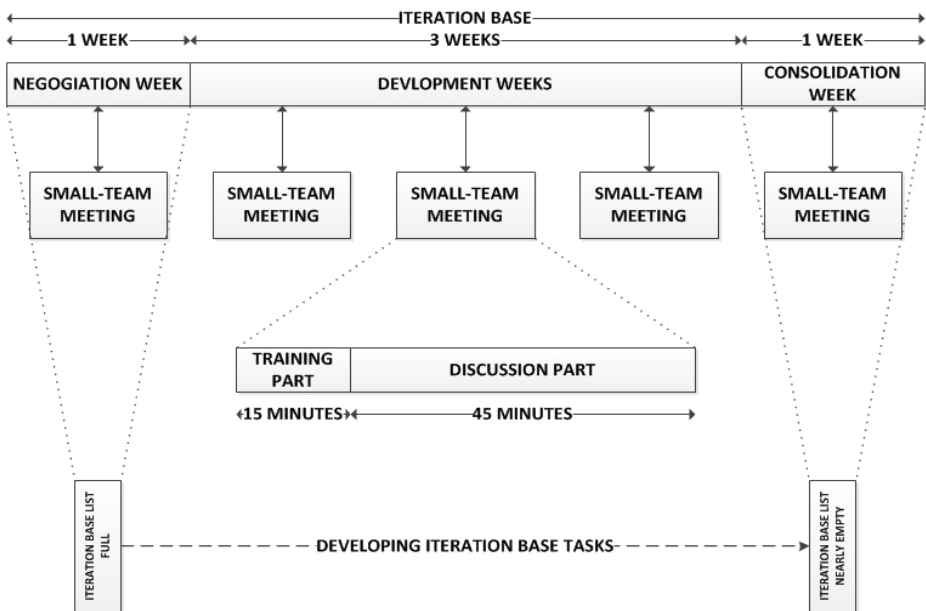 ITERATION BASE
1 WEEK
3 WEEKS
1 WEEK
NEGOGIATION WEEK
DEVLOPMENT WEEKS
CONSOLIDATION
WEEK
SMALL-TEAM
MEETING
SMALL-TEAM
MEETING
SMALL-TEAM
MEETING
SMALL-TEAM
MEETING
SMALL-TEAM
MEETING
TRAINING
PART
DISCUSSION PART
15 MINUTES
45 MINUTES
ITERATION BASE LIST
FULL
DEVELOPING ITERATION BASE TASKS
ITERATION BASE LIST
NEARLY EMPTY